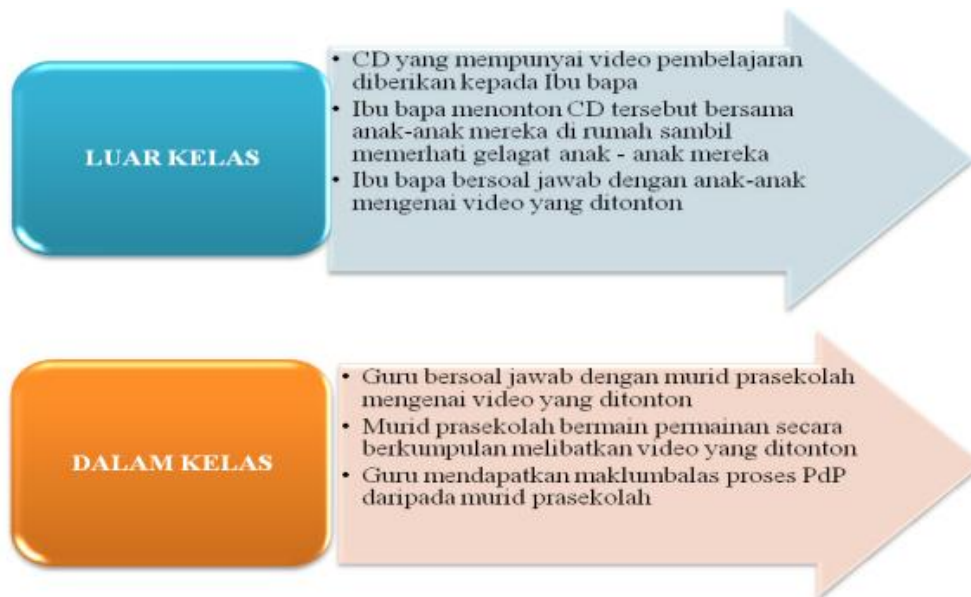 LUAR KELAS
• CD yang mempunyai video pembelajaran
diberikan kepada Ibu bapa
• Ibu bapa menonton CD tersebut bersama
anak-anak mereka di rumah sambil
memerhati gelagat anak - anak mereka
• Ibu bapa bersoal jawab dengan anak-anak
mengenai video yang ditonton
DALAM KELAS
• Guru bersoal jawab dengan murid prasekolah
mengenai video yang ditonton
• Murid prasekolah bermain permainan secara
berkumpulan melibatkan video yang ditonton
• Guru mendapatkan maklumbalas proses PdP
daripada murid prasekolah